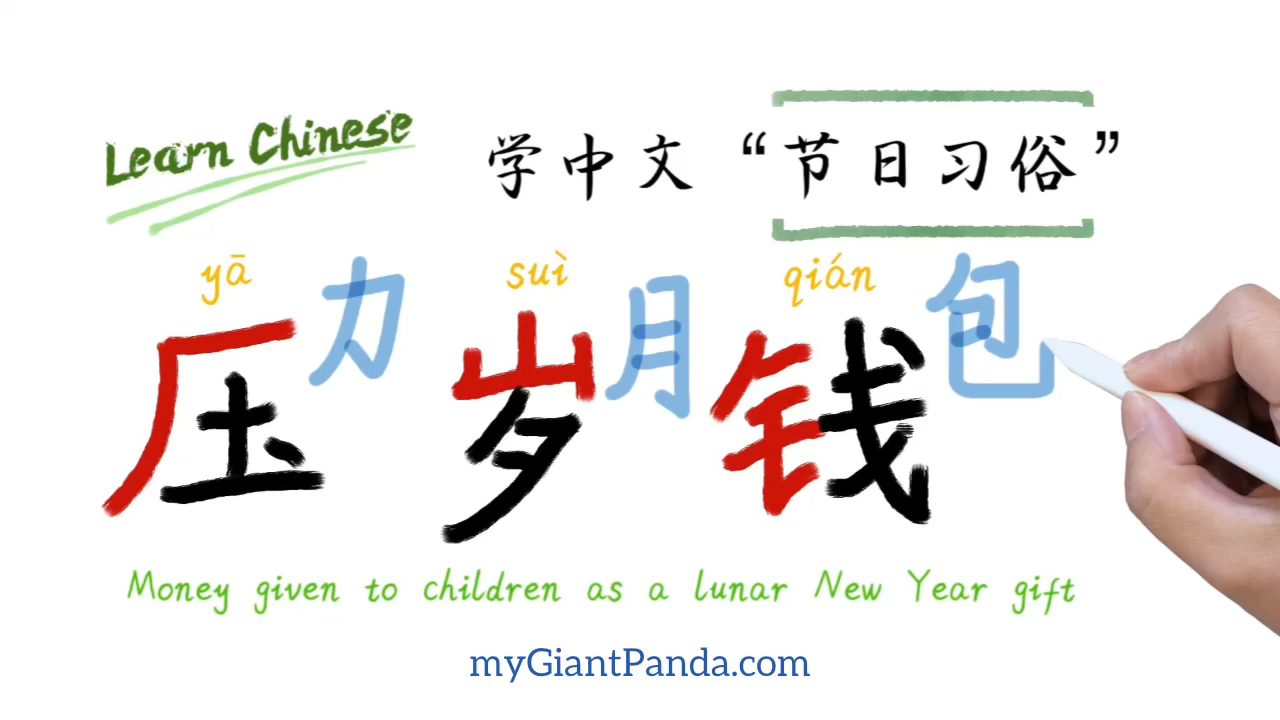 Learn Chinese
学中文“节日习俗”
yā suì qián
力 月 包
压岁钱
Money given to children as a lunar New Year gift
myGiantPanda.com